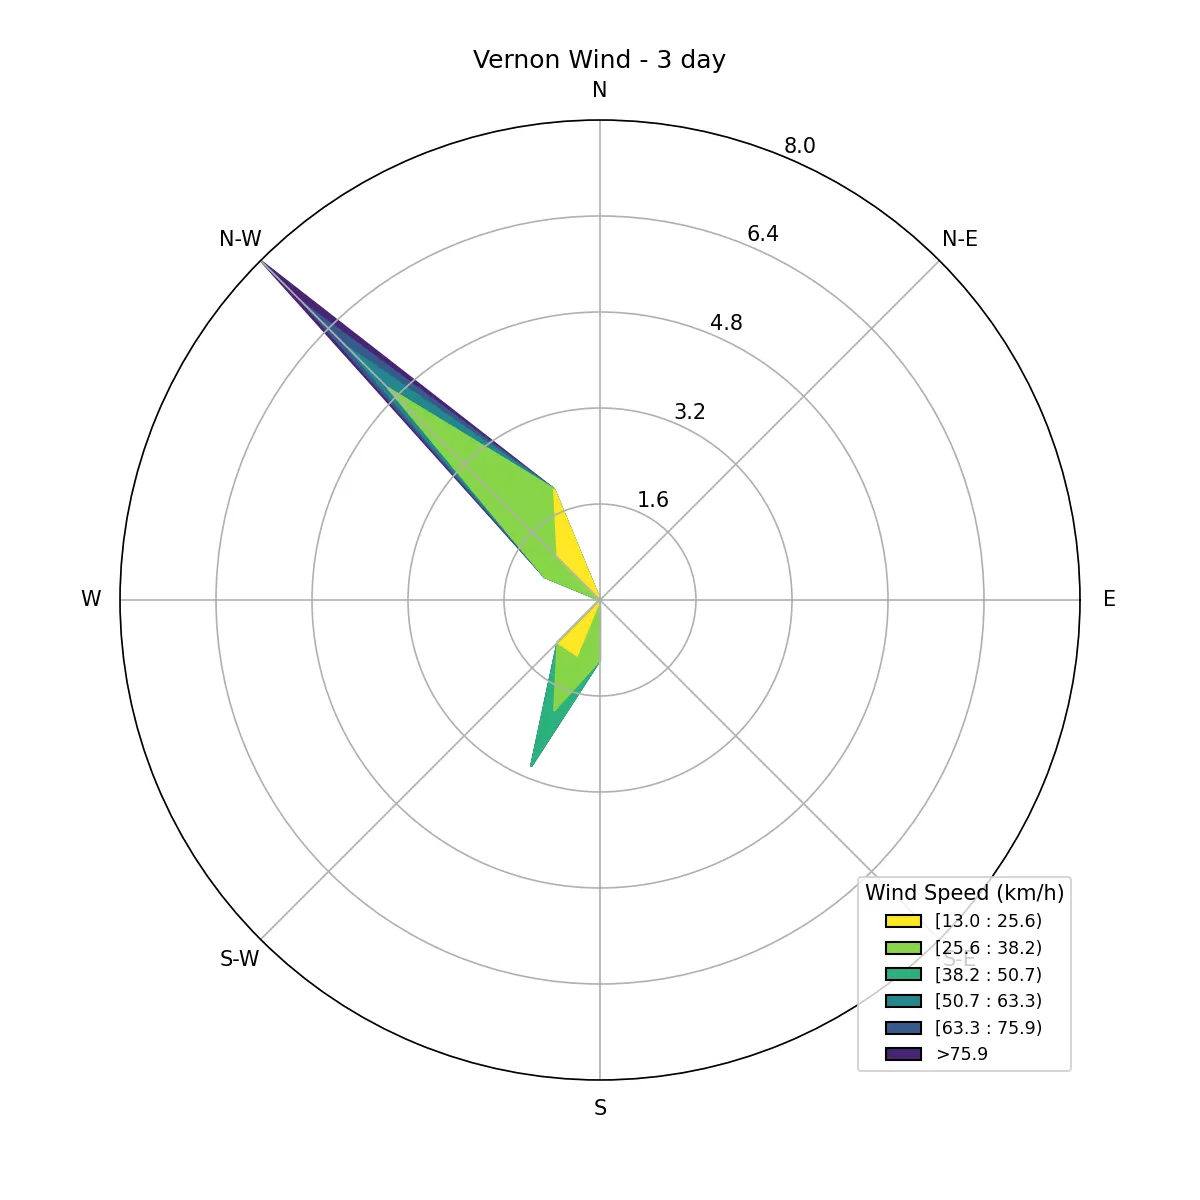 Vernon Wind - 3 day
N
8.0
N-W
6.4
N-E
4.8
3.2
1.6
W
E
Wind Speed (km/h)
[13.0 : 25.6)
[25.6 : 38.2)
S-W
S-E
[38.2 : 50.7)
[50.7 : 63.3)
[63.3 : 75.9)
>75.9
S